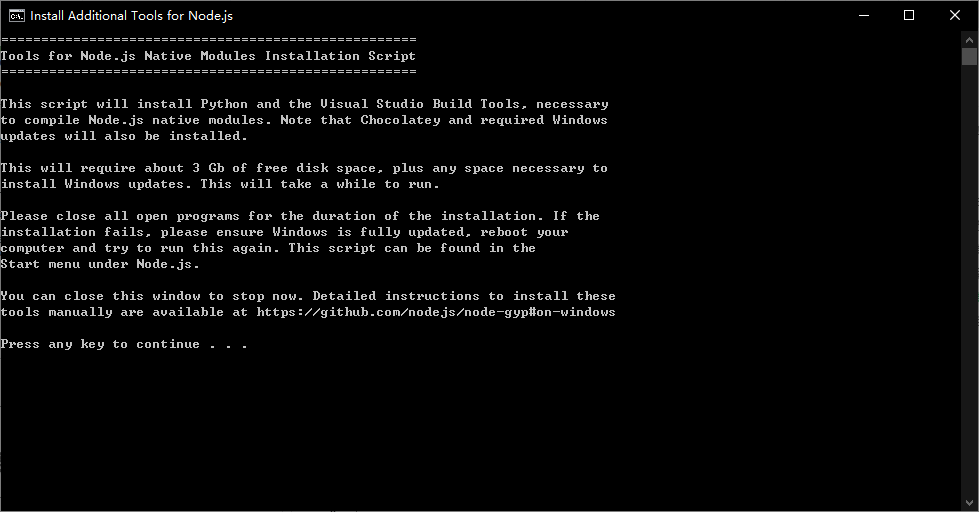 Install Additional Tools for Node.js
====================================================
Tools for Node.js Native Modules Installation Script
====================================================
This script will install Python and the Visual Studio Build Tools, necessary
to compile Node.js native modules. Note that Chocolatey and required Windows
updates will also be installed.
This will require about 3 Gb of free disk space, plus any space necessary to
install Windows updates. This will take a while to run.
Please close all open programs for the duration of the installation. If the
installation fails, please ensure Windows is fully updated, reboot your
computer and try to run this again. This script can be found in the
Start menu under Node.js.
You can close this window to stop now. Detailed instructions to install these
tools manually are available at https://github.com/nodejs/node-gyp#on-windows
Press any key to continue . . .